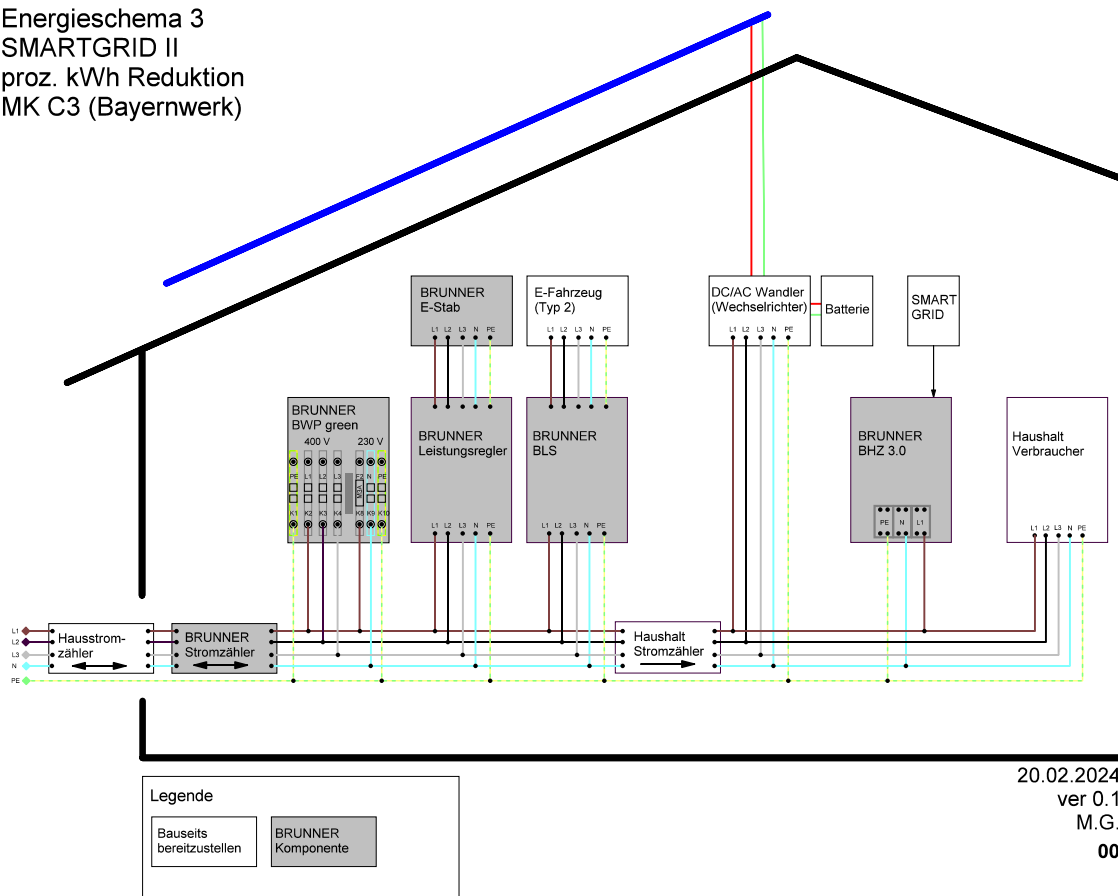 Energieschema 3
SMARTGRID II
proz. kWh Reduktion
MK C3 (Bayernwerk)
BRUNNER
E-Stab
L1 L2 L3 N PE
E-Fahrzeug
(Typ 2)
L1 L2 L3 N PE
DC/AC Wandler
(Wechselrichter)
L1 L2 L3 N PE
Batterie
SMART
GRID
BRUNNER
BWP green
400 V 230 V
PE L1 L2 L3 F2 N PE
M3A
K1 K2 K3 K4 K8 K9 K10
BRUNNER
Leistungsregler
L1 L2 L3 N PE
BRUNNER
BLS
L1 L2 L3 N PE
BRUNNER
BHZ 3.0
PE N L1
Haushalt
Verbraucher
L1 L2 L3 N PE
L1
L2
L3
N
PE
Hausstrom-
zähler
BRUNNER
Stromzähler
Haushalt
Stromzähler
Legende
Bauseits
bereitzustellen
BRUNNER
Komponente
20.02.2024
ver 0.1
M.G.
00